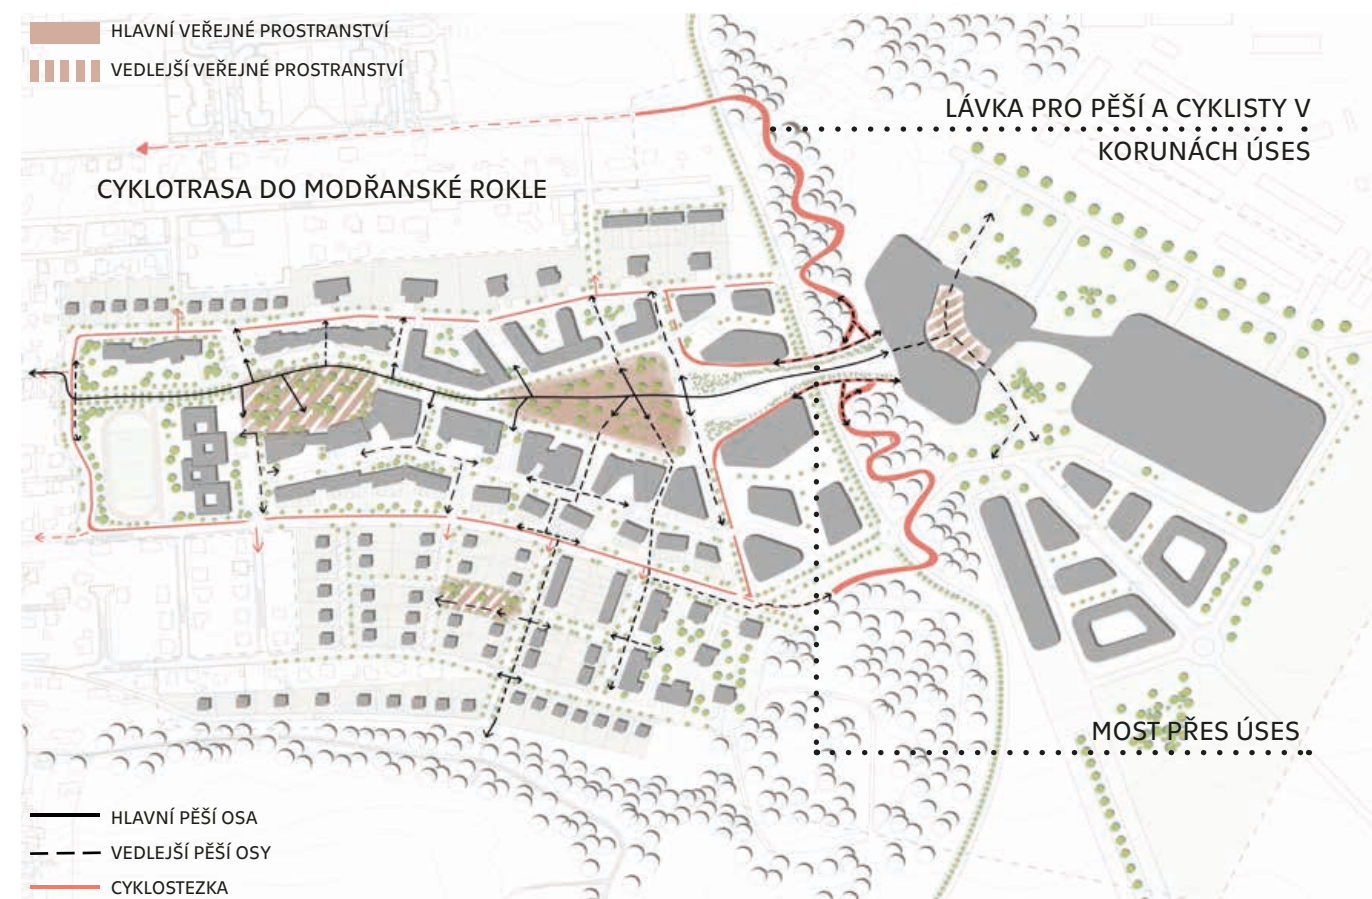 HLAVNÍ VEŘEJNÉ PROSTRANSTVÍ
VEDLEJŠÍ VEŘEJNÉ PROSTRANSTVÍ
LÁVKA PRO PĚŠÍ A CYKLISTY V
KORUNÁCH ÚSES
CYKLOTRASA DO MODŘANSKÉ ROKLE
MOST PŘES ÚSES
HLAVNÍ PĚŠÍ OSA
VEDLEJŠÍ PĚŠÍ OSY
CYKLOSTEZKA